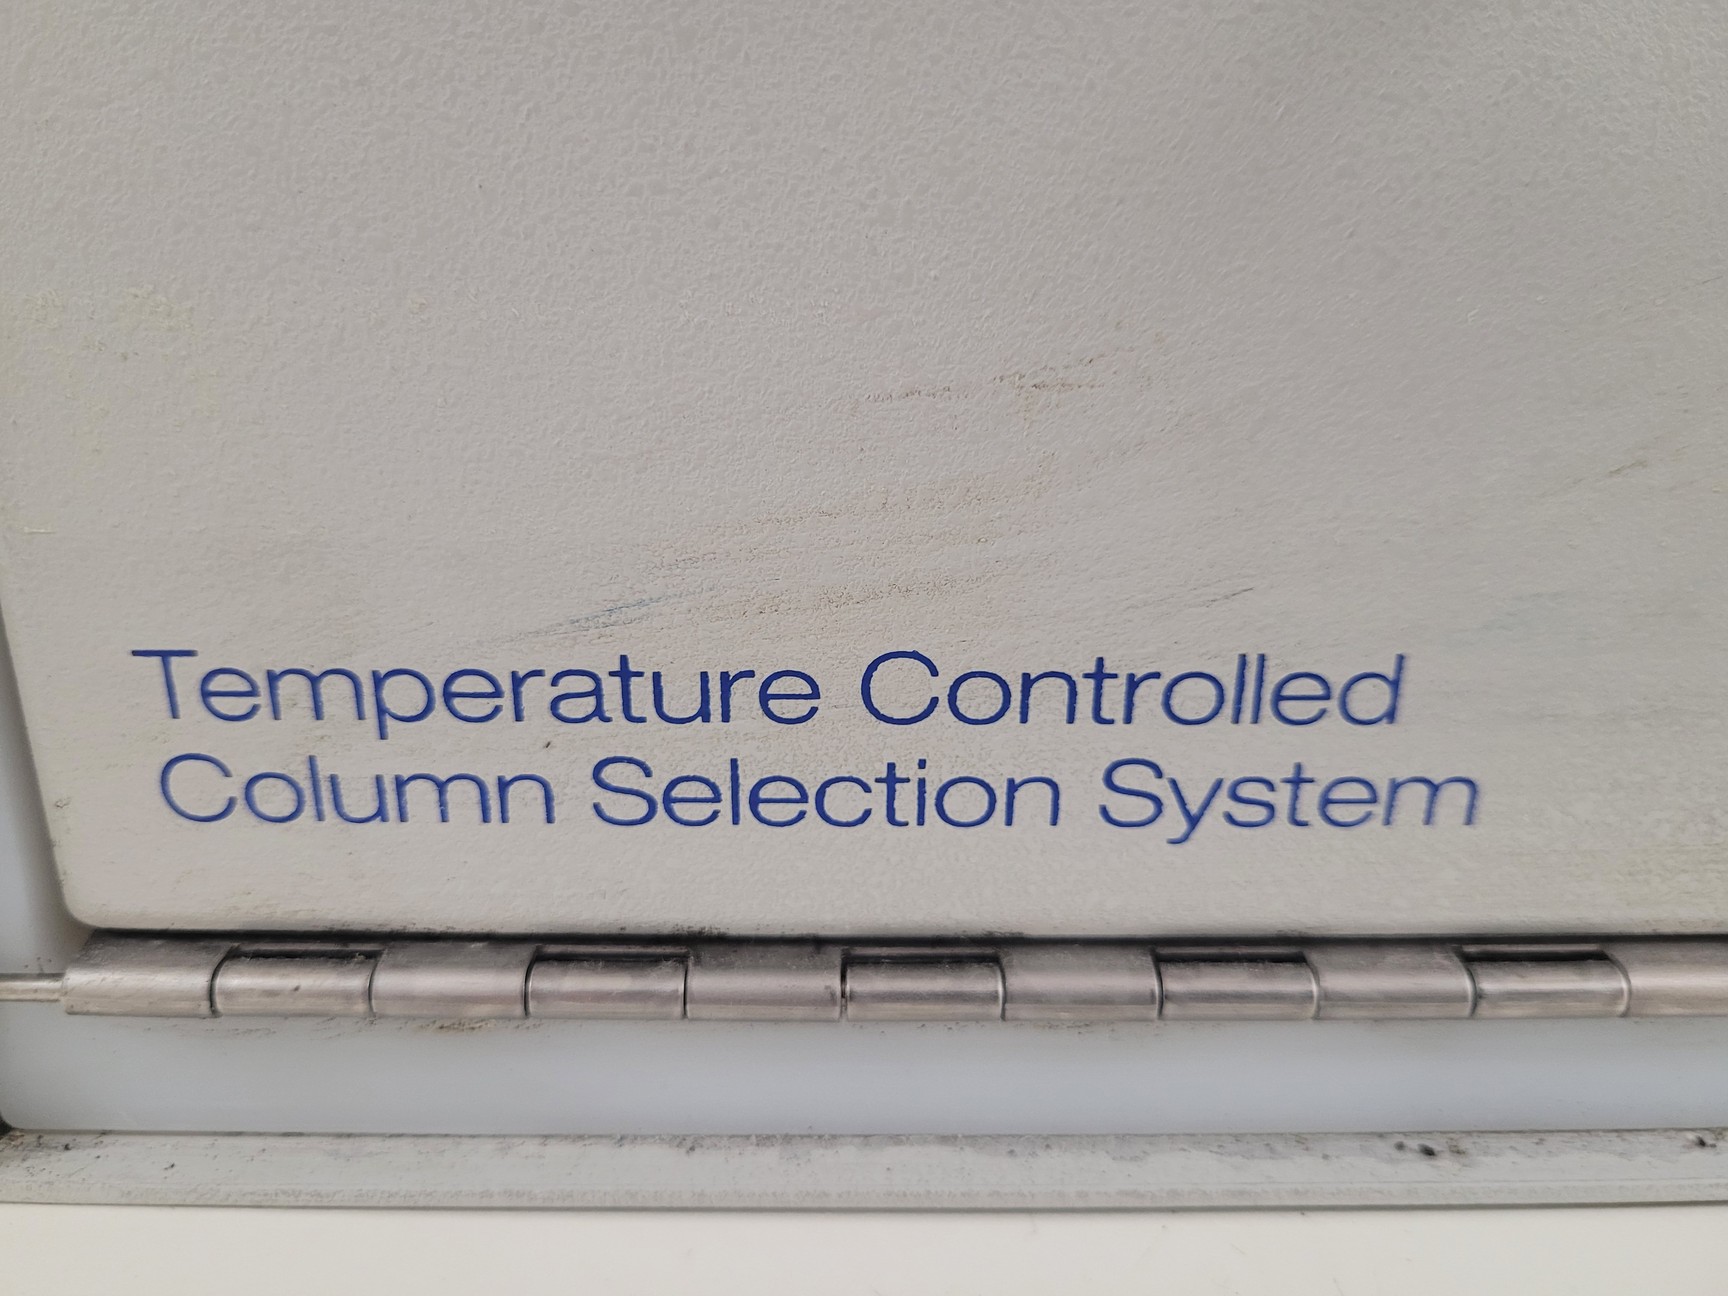 Temperature Controlled
Column Selection System